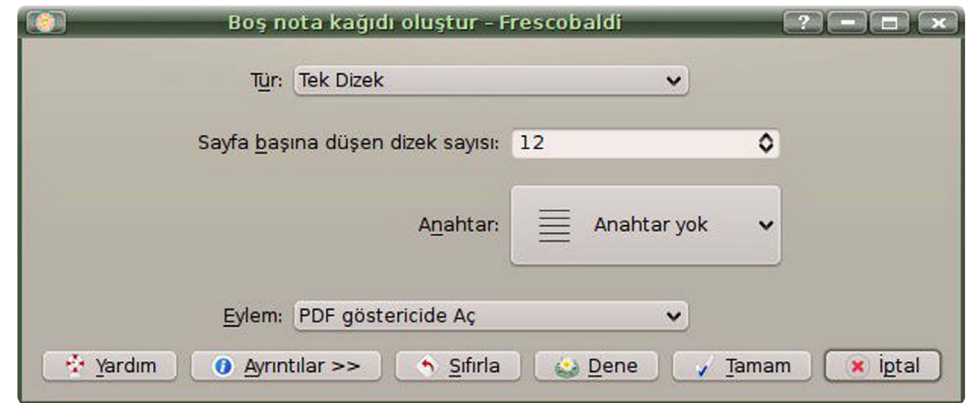 Boş nota kağıdı oluştur – Frescobaldi
Tür: Tek Dizek
Sayfa başına düşen dizek sayısı: 12
Anahtar: Anahtar yok
Eylem: PDF göstericide Aç
Yardım Ayrıntılar >> Sıfırla Dene Tamam İptal